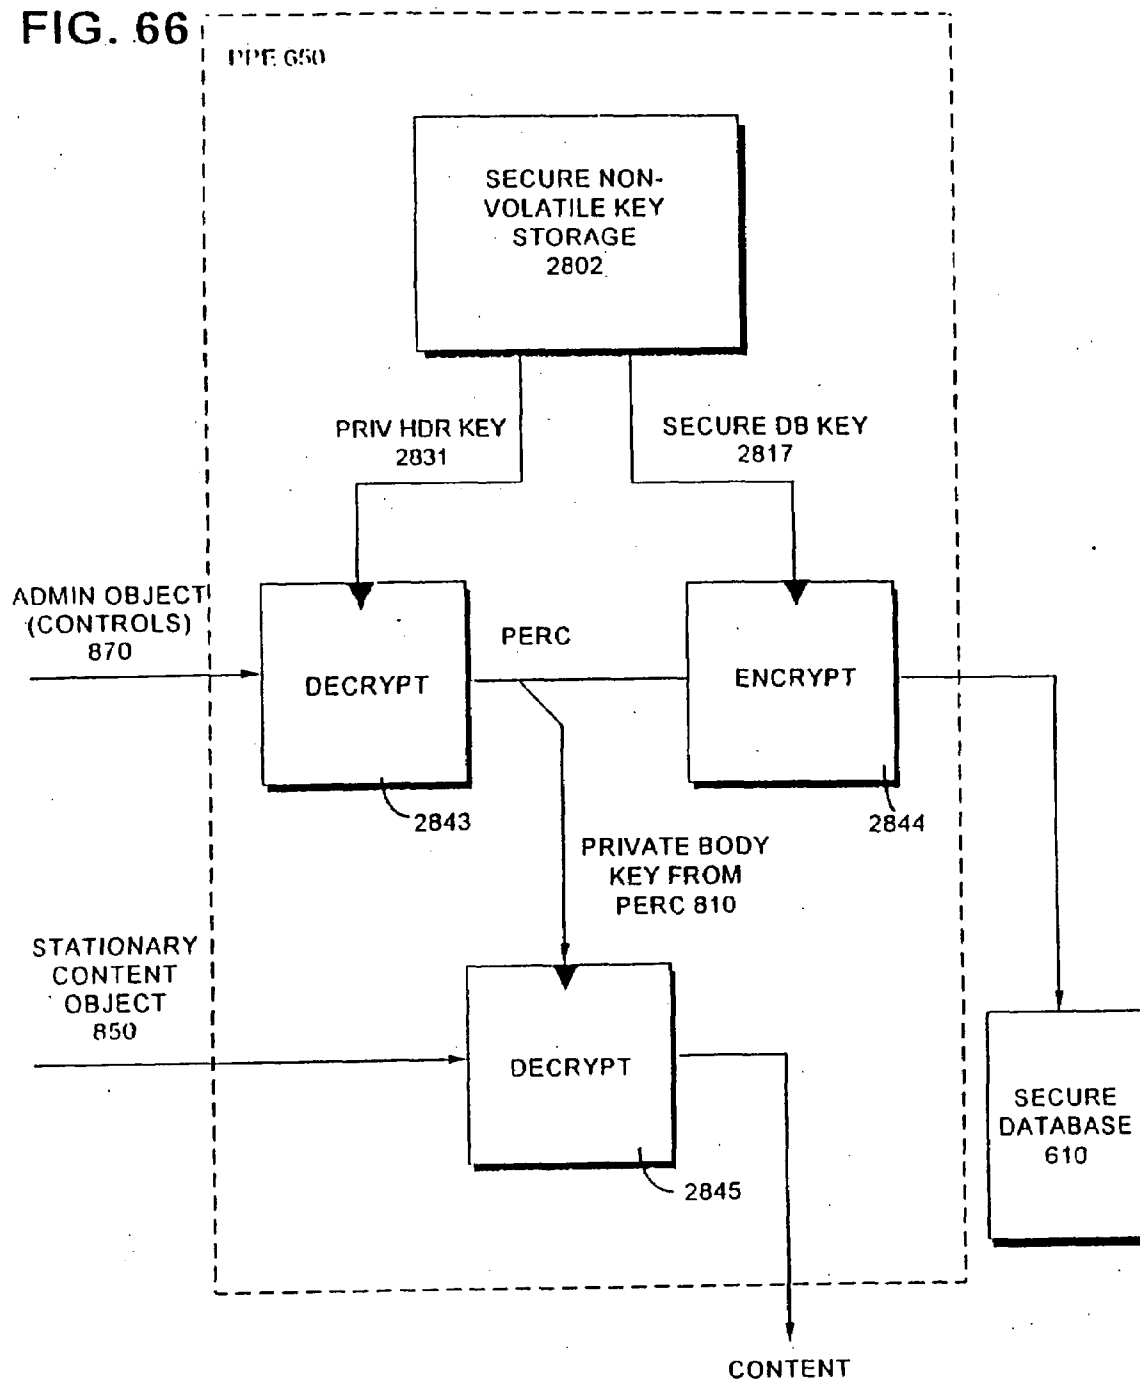 FIG. 66
PPE 650
SECURE NON-
VOLATILE KEY
STORAGE
2802
PRIV HDR KEY
2831
SECURE DB KEY
2817
ADMIN OBJECT
(CONTROLS)
870
DECRYPT
PERC
ENCRYPT
2843
2844
PRIVATE BODY
KEY FROM
PERC 810
STATIONARY
CONTENT
OBJECT
850
DECRYPT
2845
SECURE
DATABASE
610
CONTENT